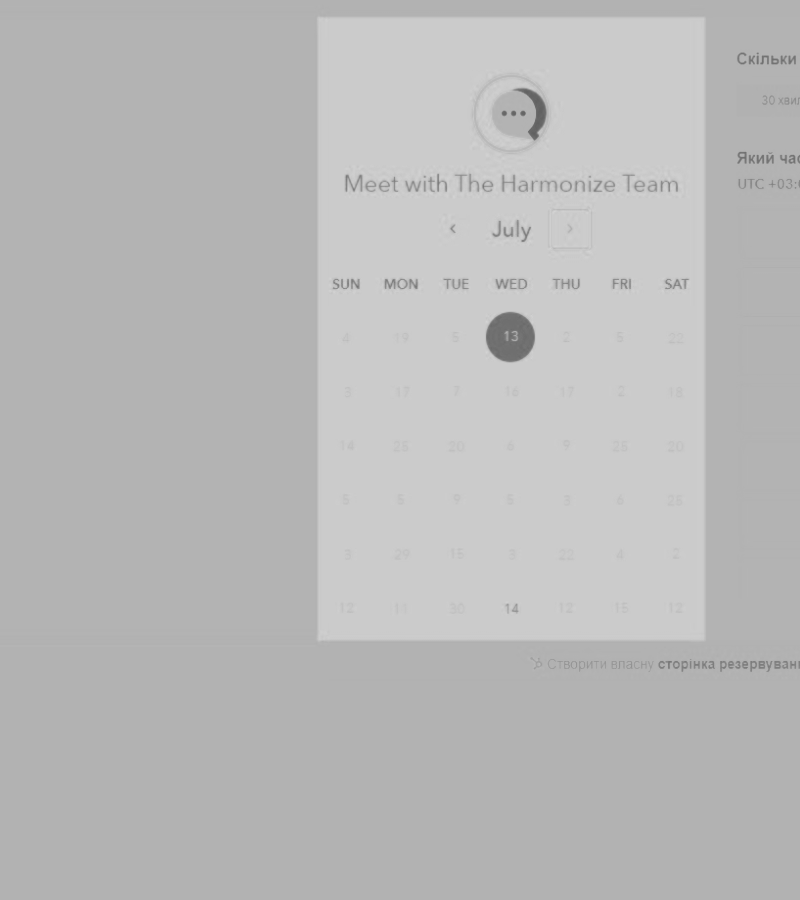 Meet with The Harmonize Team
July
SUN MON TUE WED THU FRI SAT
4 19 5 13 2 5 22
5 17 7 16 17 2 18
14 25 20 6 9 25 20
5 5 9 5 3 6 26
3 29 15 3 22 4 2
12 11 30 14 12 15 12
Скільки
30 хвил
Який час
UTC +03:0
Створити власну сторінка резервуванн